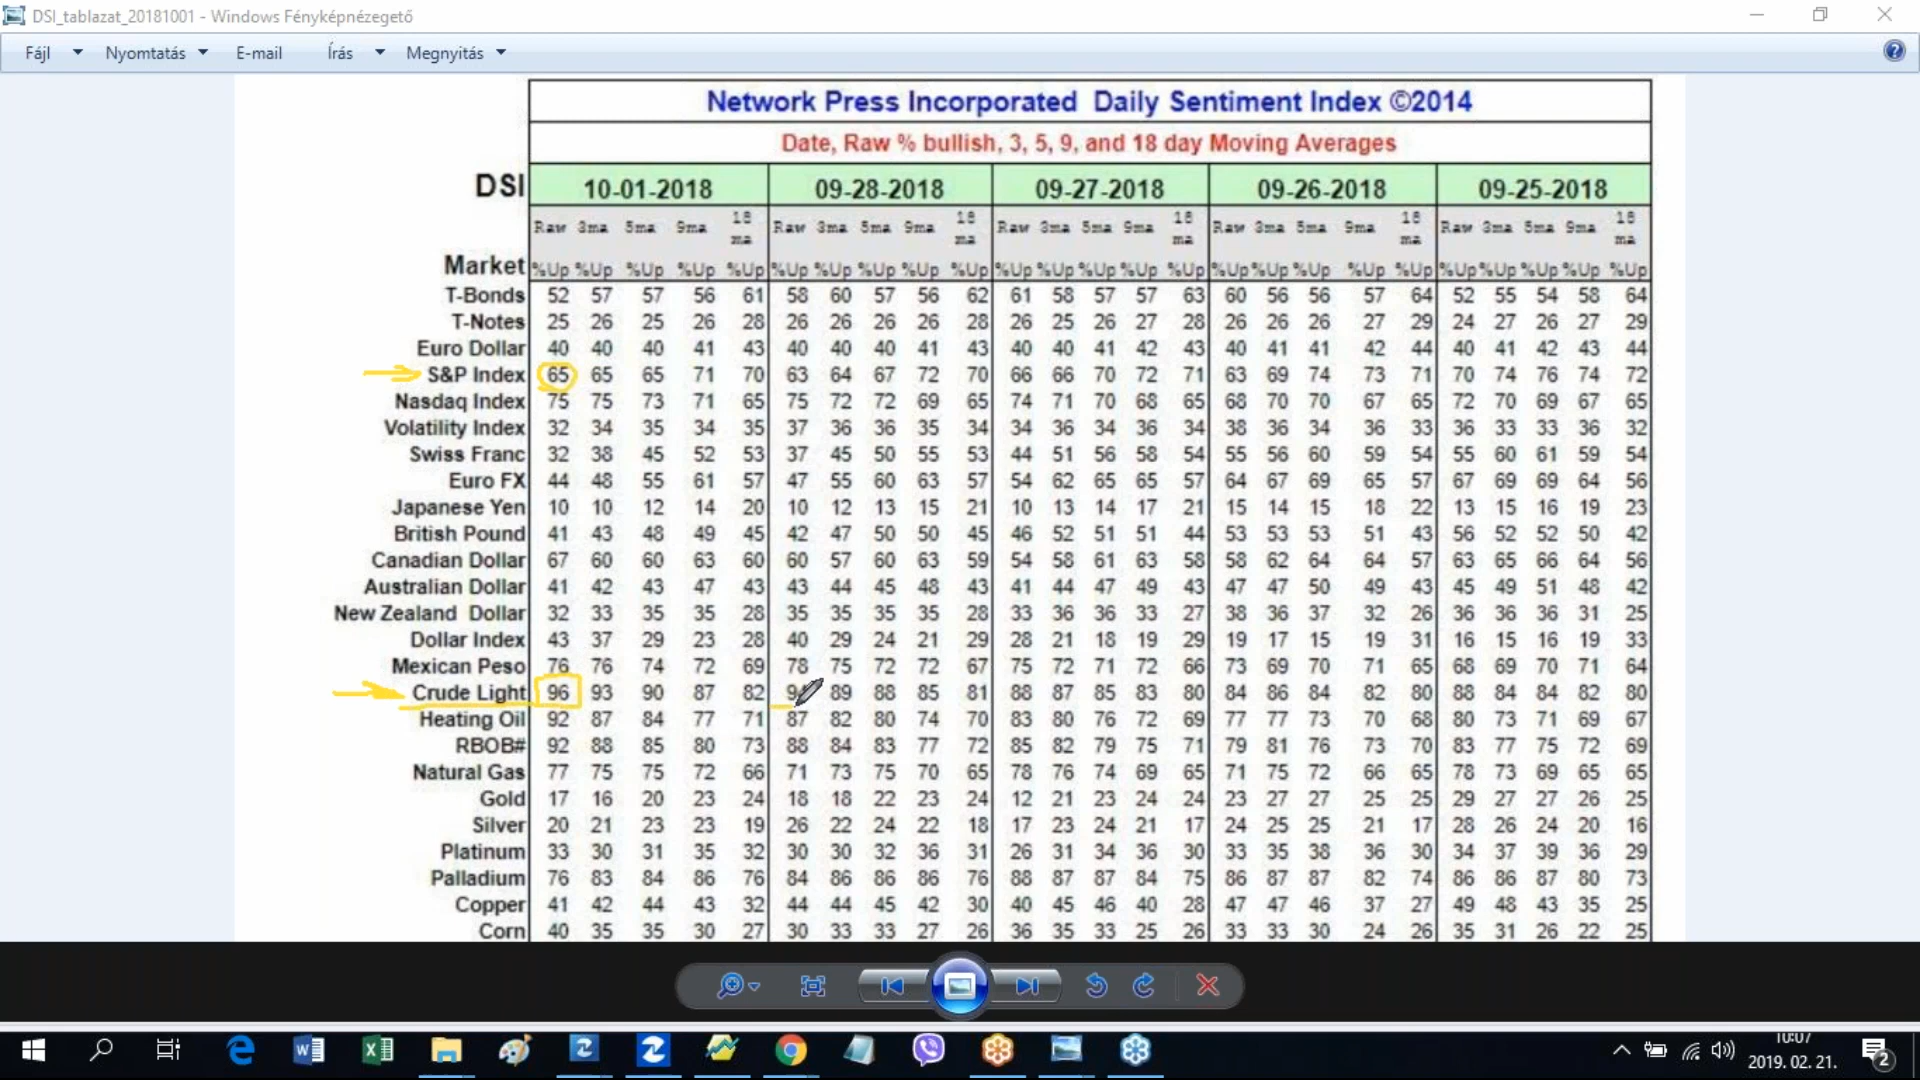 DSI_tablazat_20181001 - Windows Fényképnézegető
Fájl Nyomtatás E-mail Írás Megnyitás
Network Press Incorporated Daily Sentiment Index ©2014
Date, Raw % bullish, 3, 5, 9, and 18 day Moving Averages
DSI 10-01-2018 09-28-2018 09-27-2018 09-26-2018 09-25-2018
Raw 3ma 5ma 9ma 18 ma Raw 3ma 5ma 9ma 18 ma Raw 3ma 5ma 9ma 18 ma Raw 3ma 5ma 9ma 18 ma Raw 3ma 5ma 9ma 18 ma
Market %Up %Up %Up %Up %Up %Up %Up %Up %Up %Up %Up %Up %Up %Up %Up %Up %Up %Up %Up %Up %Up %Up %Up %Up %Up
T-Bonds 52 57 57 56 61 58 60 57 56 62 61 58 57 57 63 60 56 56 57 64 52 55 54 58 64
T-Notes 25 26 25 26 28 26 26 26 26 28 26 25 26 27 28 26 26 26 27 29 24 27 26 27 29
Euro Dollar 40 40 40 41 43 40 40 40 41 43 40 40 41 42 43 40 41 41 42 44 40 41 42 43 44
S&P Index 65 65 65 71 70 63 64 67 72 70 66 66 70 72 71 63 69 74 73 71 70 74 76 74 72
Nasdaq Index 75 75 73 71 65 75 72 72 69 65 74 71 70 68 65 68 70 70 67 65 72 70 69 67 65
Volatility Index 32 34 35 34 35 37 36 36 35 34 34 36 34 36 34 38 36 34 36 33 36 33 33 36 32
Swiss Franc 32 38 45 52 53 37 45 50 55 53 44 51 56 58 54 55 56 60 59 54 55 60 61 59 54
Euro FX 44 48 55 61 57 47 55 60 63 57 54 62 65 65 57 64 67 69 65 57 67 69 69 64 56
Japanese Yen 10 10 12 14 20 10 12 13 15 21 10 13 14 17 21 15 14 15 18 22 13 15 16 19 23
British Pound 41 43 48 49 45 42 47 50 50 45 46 52 51 51 44 53 53 53 51 43 56 52 52 50 42
Canadian Dollar 67 60 60 63 60 60 57 60 63 59 54 58 61 63 58 58 62 64 64 57 63 65 66 64 56
Australian Dollar 41 42 43 47 43 43 44 45 48 43 41 44 47 49 43 47 47 50 49 43 45 49 51 48 42
New Zealand Dollar 32 33 35 35 28 35 35 35 35 28 33 36 36 33 27 38 36 37 32 26 36 36 36 31 25
Dollar Index 43 37 29 23 28 40 29 24 21 29 28 21 18 19 29 19 17 15 19 31 16 15 16 19 33
Mexican Peso 76 76 74 72 69 78 75 72 72 67 75 72 71 72 66 73 69 70 71 65 68 69 70 71 64
Crude Light 96 93 90 87 82 89 88 85 81 88 87 85 83 80 84 86 84 82 80 88 84 84 82 80
Heating Oil 92 87 84 77 71 87 82 80 74 70 83 80 76 72 69 77 77 73 70 68 80 73 71 69 67
RBOB# 92 88 85 80 73 88 84 83 77 72 85 82 79 75 71 79 81 76 73 70 83 77 75 72 69
Natural Gas 77 75 75 72 66 71 73 75 70 65 78 76 74 69 65 71 75 72 66 65 78 73 69 65 65
Gold 17 16 20 23 24 18 18 22 23 24 12 21 23 24 24 23 27 27 25 25 29 27 27 26 25
Silver 20 21 23 23 19 26 22 24 22 18 17 23 24 21 17 24 25 25 21 17 28 26 24 20 16
Platinum 33 30 31 35 32 30 30 32 36 31 26 31 34 36 30 33 35 38 36 30 34 37 39 36 29
Palladium 76 83 84 86 76 84 86 86 86 76 88 87 87 84 75 86 87 87 82 74 86 86 87 80 73
Copper 41 42 44 43 32 44 44 45 42 30 40 45 46 40 28 47 47 46 37 27 49 48 43 35 25
Corn 40 35 35 30 27 30 33 33 27 26 36 35 33 25 26 33 33 30 24 26 35 31 26 22 25
10:07
2019. 02. 21.
2